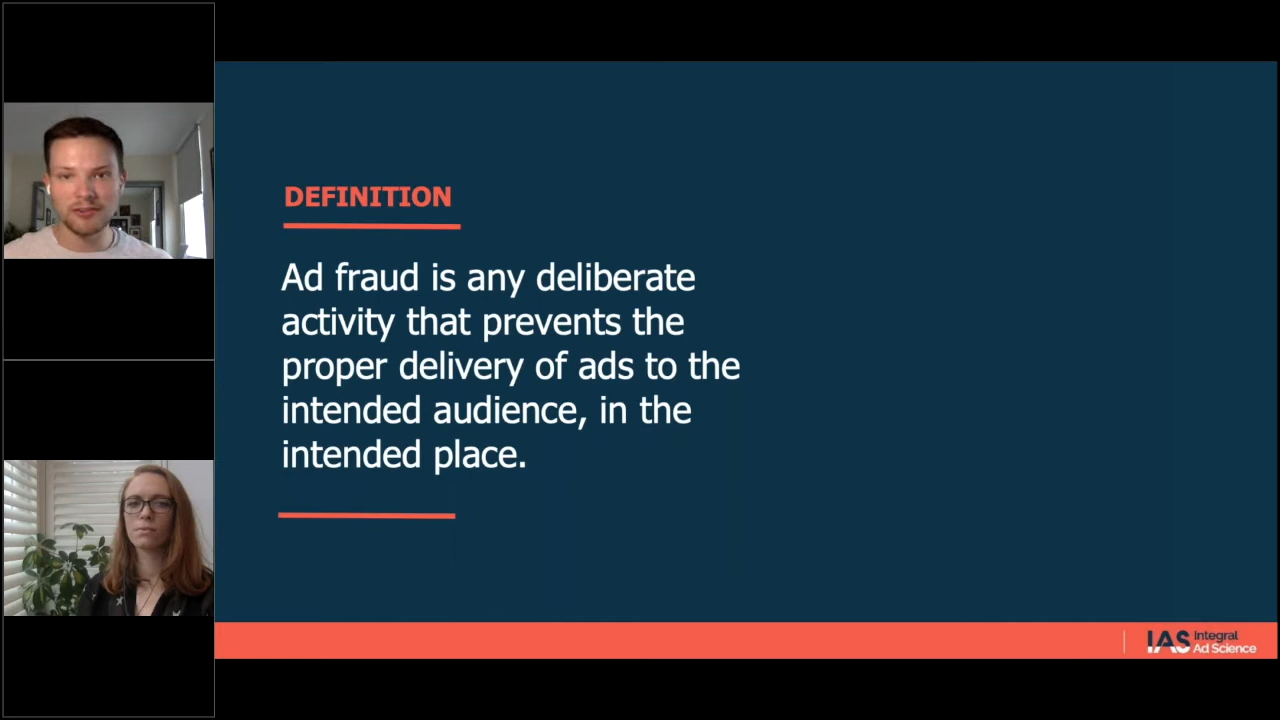 DEFINITION
Ad fraud is any deliberate
activity that prevents the
proper delivery of ads to the
intended audience, in the
intended place.
IAS Integral
Ad Science